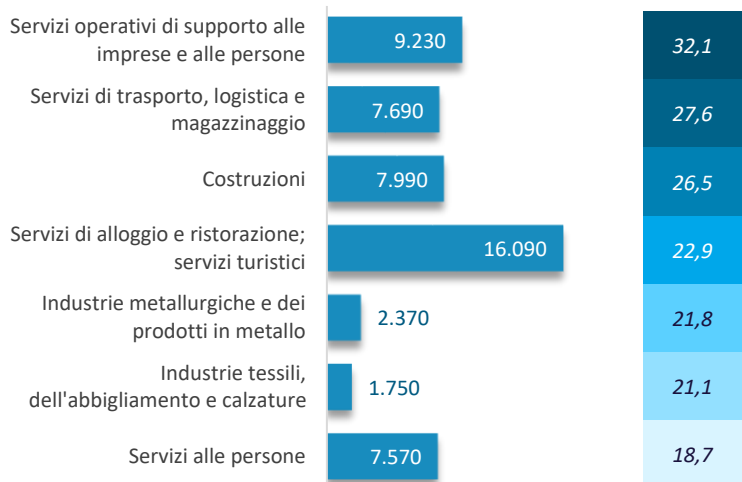 Servizi operativi di supporto alle
imprese e alle persone
9.230
32,1
Servizi di trasporto, logistica e
magazzinaggio
7.690
27,6
Costruzioni
7.990
26,5
Servizi di alloggio e ristorazione;
servizi turistici
16.090
22,9
Industrie metallurgiche e dei
prodotti in metallo
2.370
21,8
Industrie tessili,
dell'abbigliamento e calzature
1.750
21,1
Servizi alle persone
7.570
18,7